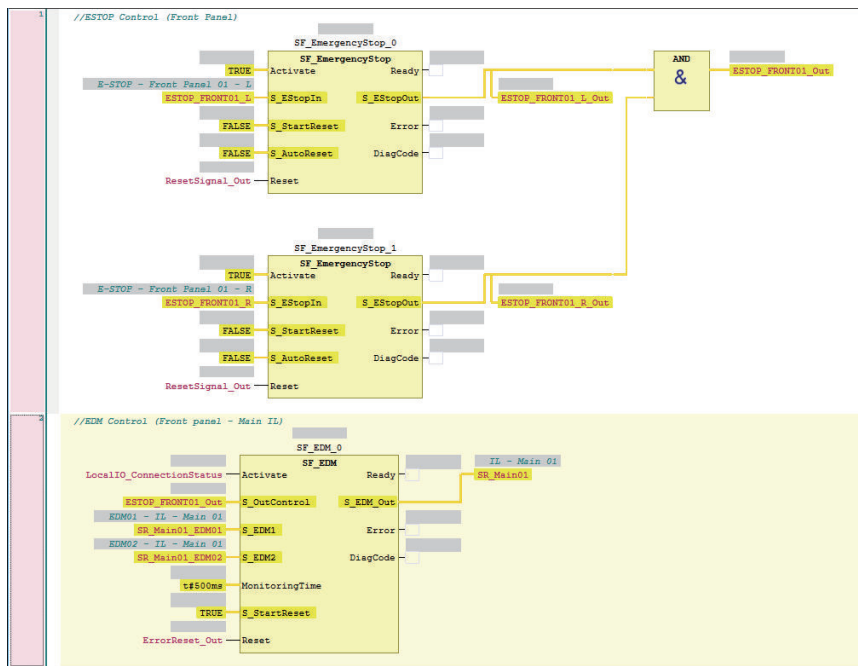 1
//ESTOP Control (Front Panel)
SF_EmergencyStop_0
SF_EmergencyStop
AND
&
TRUE
Activate
Ready
ESTOP_FRONT01_Out
E-STOP - Front Panel 01 - L
ESTOP_FRONT01_L
S_EStopIn
S_EStopOut
ESTOP_FRONT01_L_Out
FALSE
S_StartReset
Error
FALSE
S_AutoReset
DiagCode
ResetSignal_Out
Reset
SF_EmergencyStop_1
SF_EmergencyStop
TRUE
Activate
Ready
E-STOP - Front Panel 01 - R
ESTOP_FRONT01_R
S_EStopIn
S_EStopOut
ESTOP_FRONT01_R_Out
FALSE
S_StartReset
Error
FALSE
S_AutoReset
DiagCode
ResetSignal_Out
Reset
2
//EDM Control (Front panel - Main IL)
SF_EDM_0
SF_EDM
IL - Main 01
LocalIO_ConnectionStatus
Activate
Ready
SR_Main01
ESTOP_FRONT01_Out
S_OutControl
S_EDM_Out
EDM01 - IL - Main 01
SR_Main01_EDM01
S_EDM1
Error
EDM02 - IL - Main 01
SR_Main01_EDM02
S_EDM2
DiagCode
t#500ms
MonitoringTime
TRUE
S_StartReset
ErrorReset_Out
Reset